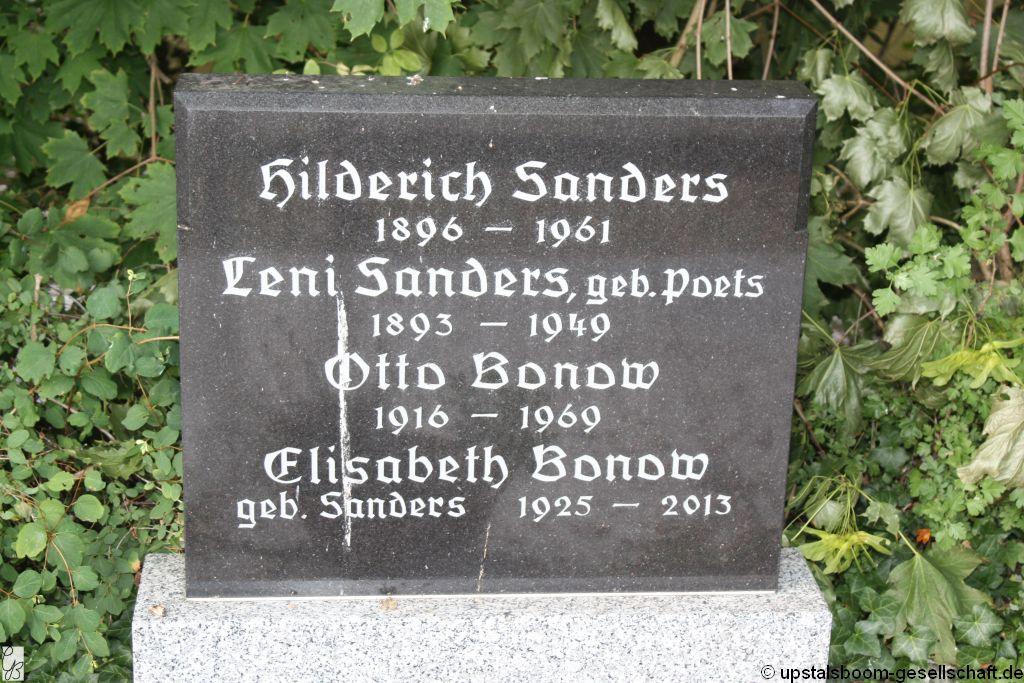 Hilderich Sanders
1896 – 1961
Leni Sanders, geb. Poets
1893 – 1949
Otto Bonow
1916 – 1969
Elisabeth Bonow
geb. Sanders 1925 – 2013
© upstalsboom-gesellschaft.de